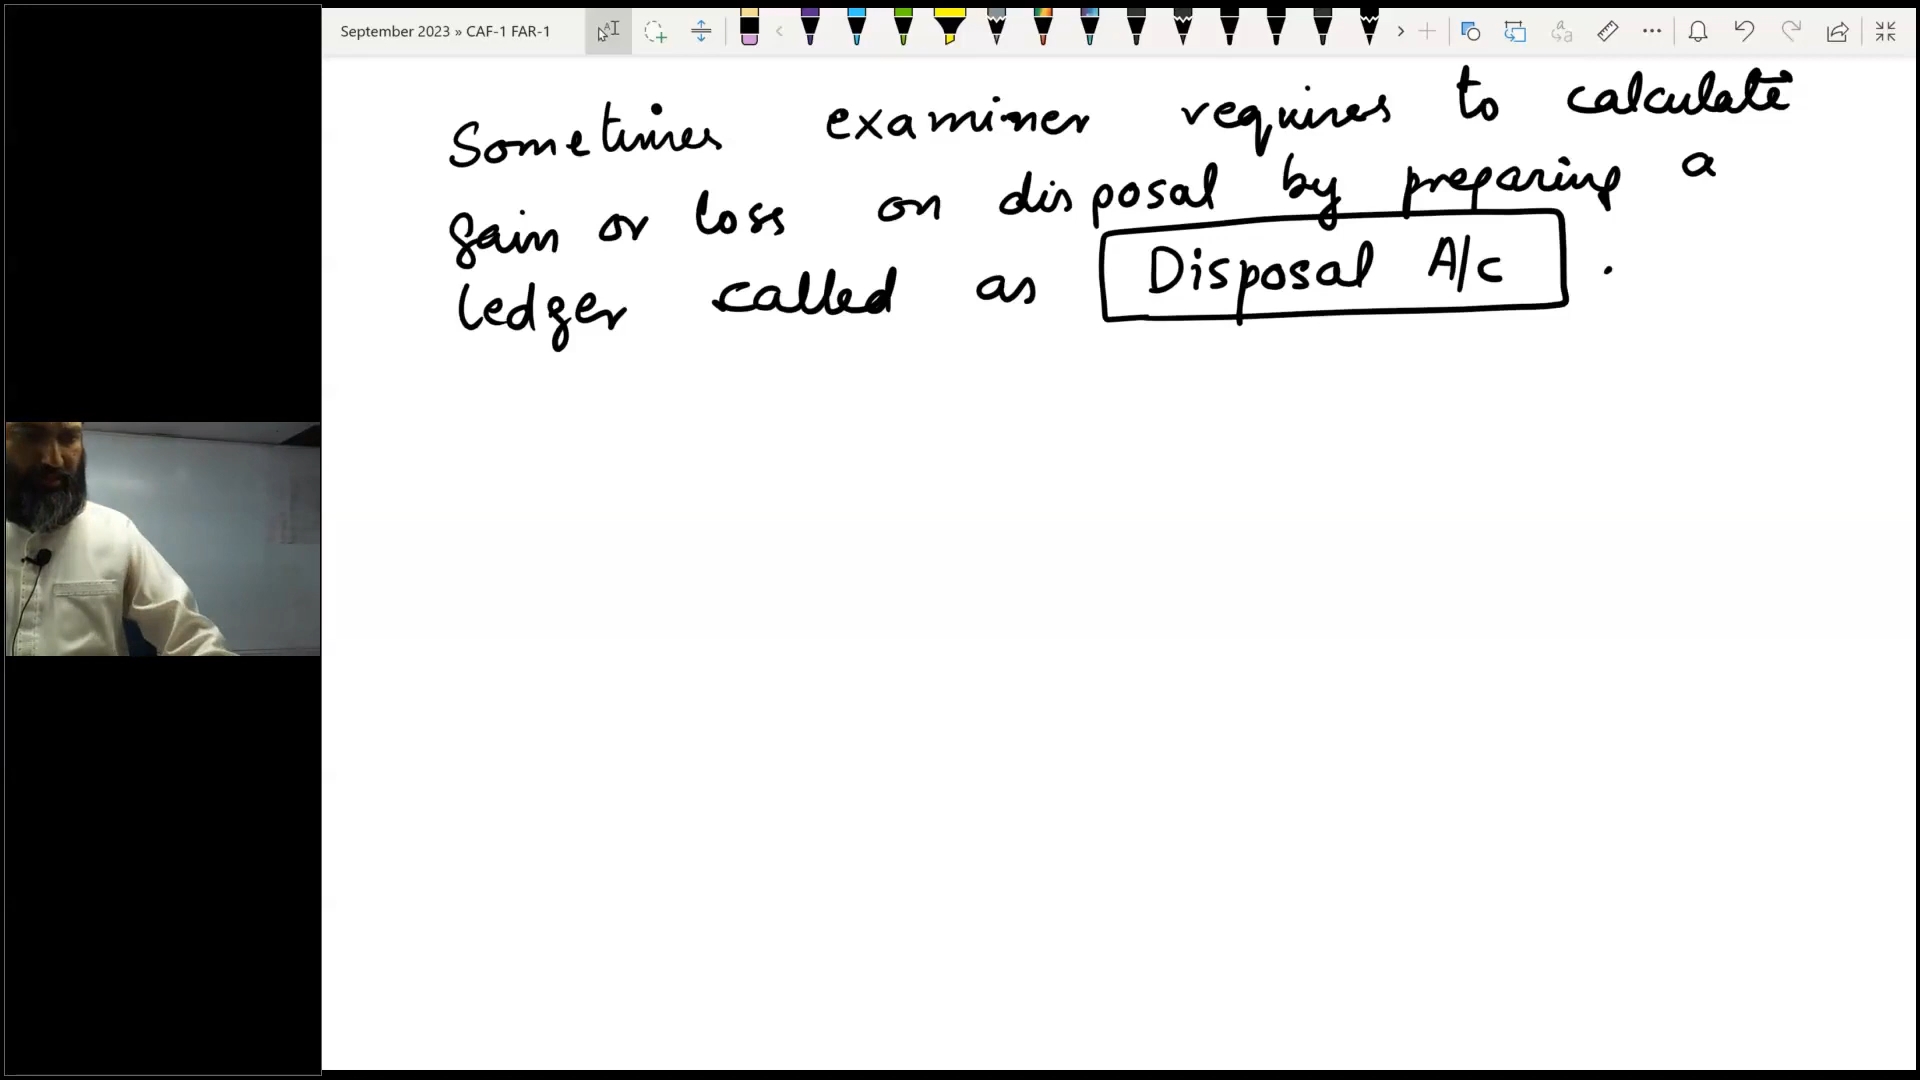 September 2023 » CAF-1 FAR-1
Sometimes examiner requires to calculate
gain or loss on disposal by preparing a
ledger called as Disposal A/c .